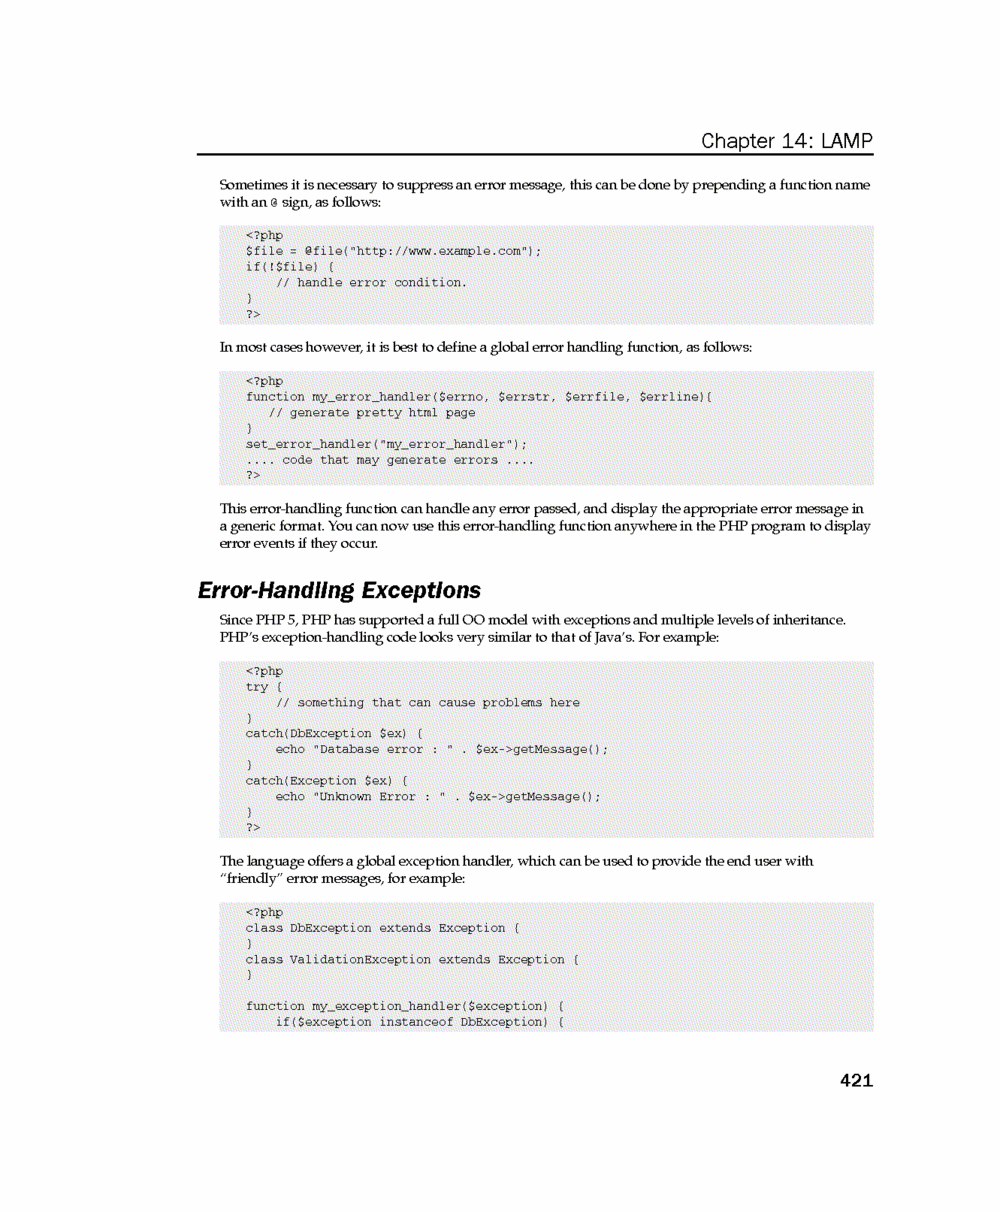 Chapter 14: LAMP
Sometimes it is necessary to suppress an error message, this can be done by prepending a function name
with an @ sign, as follows:
<?php
$file = @file("http://www.example.com");
if(!$file) {
    // handle error condition.
}
?>
In most cases however, it is best to define a global error handling function, as follows:
<?php
function my_error_handler($errno, $errstr, $errfile, $errline){
   // generate pretty html page
}
set_error_handler("my_error_handler");
.... code that may generate errors ....
?>
This error-handling function can handle any error passed, and display the appropriate error message in
a generic format. You can now use this error-handling function anywhere in the PHP program to display
error events if they occur.
Error-Handling Exceptions
Since PHP 5, PHP has supported a full OO model with exceptions and multiple levels of inheritance.
PHP's exception-handling code looks very similar to that of Java's. For example:
<?php
try {
    // something that can cause problems here
}
catch(DbException $ex) {
    echo "Database error : " . $ex->getMessage();
}
catch(Exception $ex) {
    echo "Unknown Error : " . $ex->getMessage();
}
?>
The language offers a global exception handler, which can be used to provide the end user with
"friendly" error messages, for example:
<?php
class DbException extends Exception {
}
class ValidationException extends Exception {
}
function my_exception_handler($exception) {
    if($exception instanceof DbException) {
421